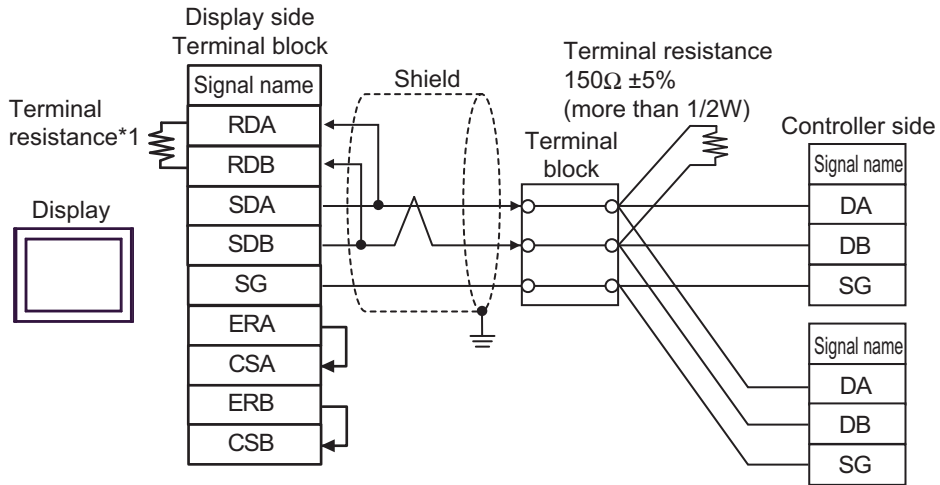 Display side
Terminal block
Signal name
RDA
RDB
SDA
SDB
SG
ERA
CSA
ERB
CSB
Terminal
resistance*1
Display
Shield
Terminal resistance
150Ω ±5%
(more than 1/2W)
Terminal
block
Controller side
Signal name
DA
DB
SG
Signal name
DA
DB
SG